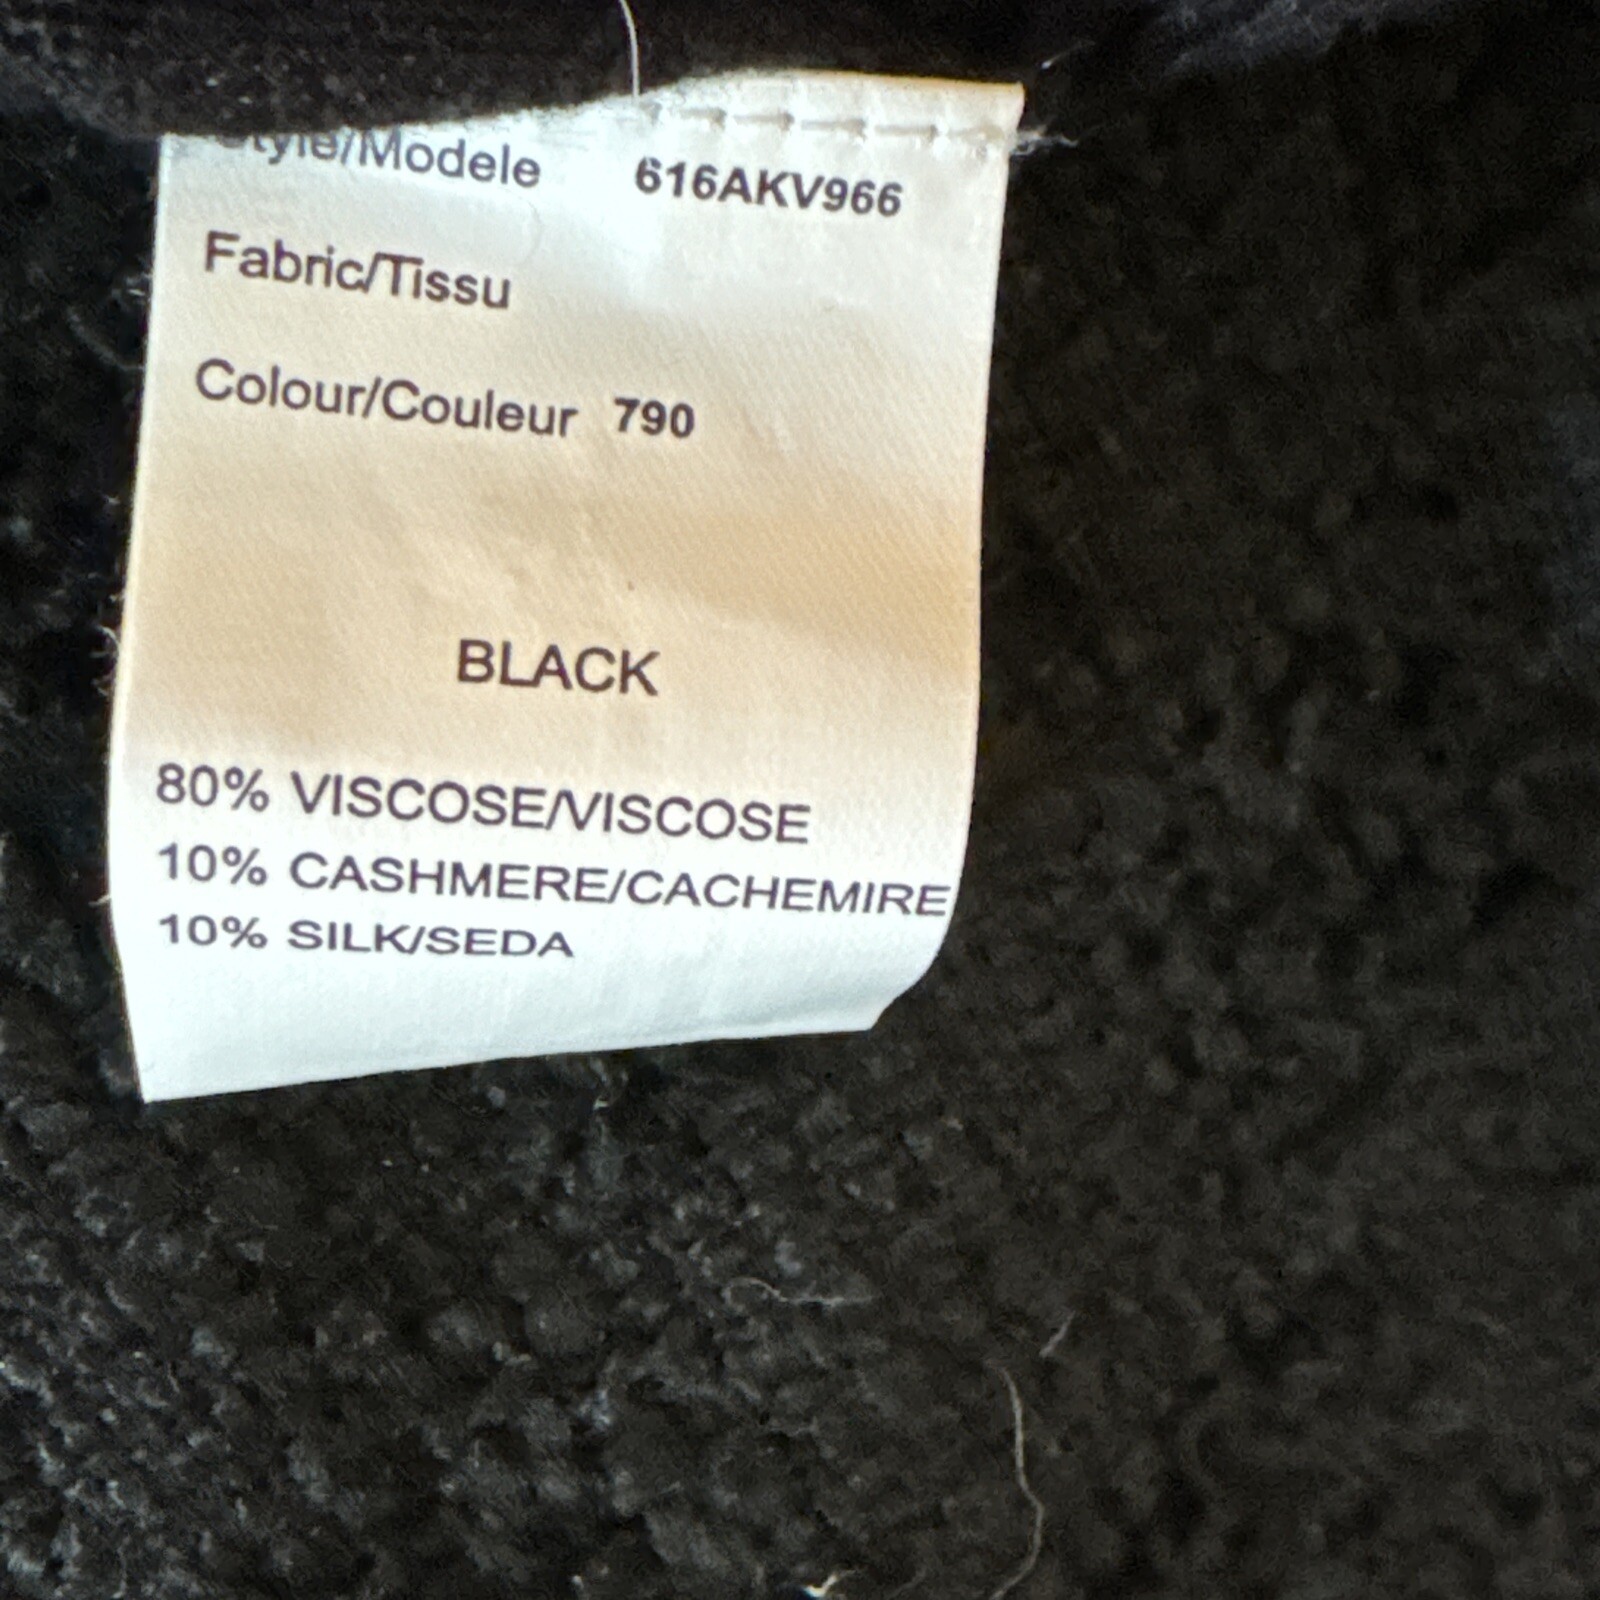 Style/Modele 616AKV966
Fabric/Tissu
Colour/Couleur 790
BLACK
80% VISCOSE/VISCOSE
10% CASHMERE/CACHEMIRE
10% SILK/SEDA